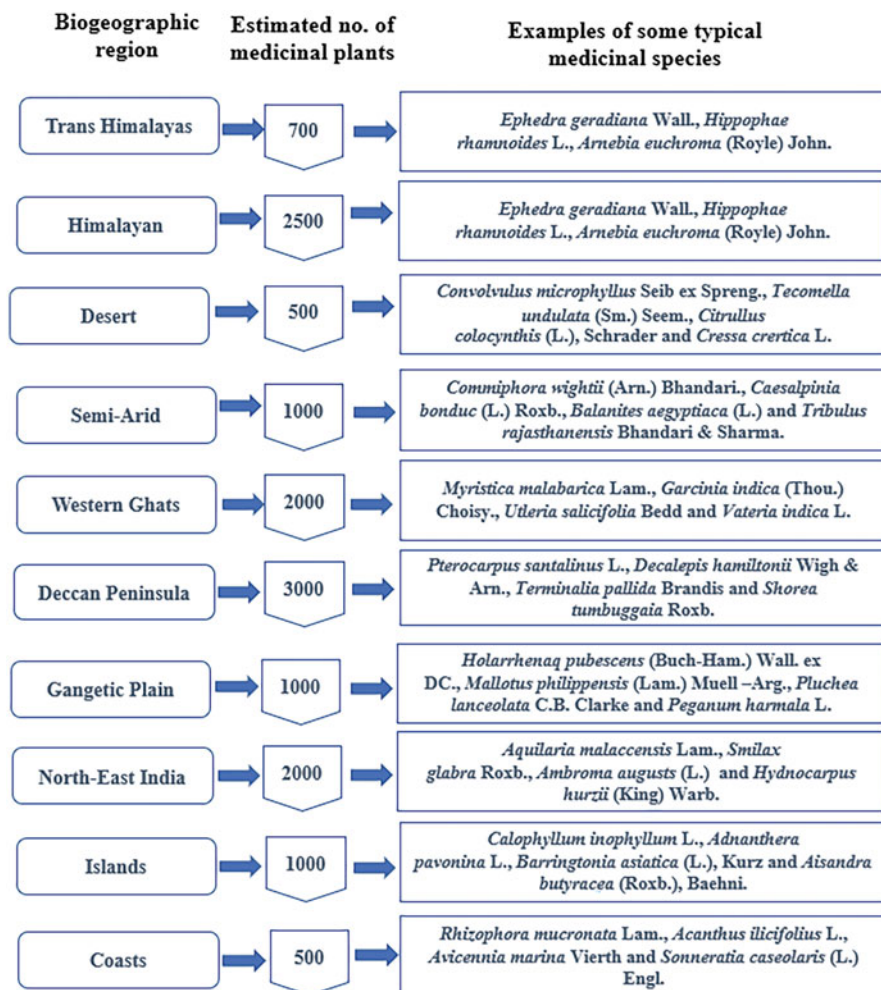 Biogeographic
region
Estimated no. of
medicinal plants
Examples of some typical
medicinal species
Trans Himalayas
700
Ephedra geradiana Wall., Hippophae
rhamnoides L., Arnebia euchroma (Royle) John.
Himalayan
2500
Ephedra geradiana Wall., Hippophae
rhamnoides L., Arnebia euchroma (Royle) John.
Desert
500
Convolvulus microphyllus Seib ex Spreng., Tecomella
undulata (Sm.) Seem., Citrullus
colocynthis (L.), Schrader and Cressa crertica L.
Semi-Arid
1000
Commiphora wightii (Arn.) Bhandari., Caesalpinia
bonduc (L.) Roxb., Balanites aegyptiaca (L.) and Tribulus
rajasthanensis Bhandari & Sharma.
Western Ghats
2000
Myristica malabarica Lam., Garcinia indica (Thou.)
Choisy., Utleria salicifolia Bedd and Vateria indica L.
Deccan Peninsula
3000
Pterocarpus santalinus L., Decalepis hamiltonii Wigh &
Arn., Terminalia pallida Brandis and Shorea
tumbuggaia Roxb.
Gangetic Plain
1000
Holarrhenaq pubescens (Buch-Ham.) Wall. ex
DC., Mallotus philippensis (Lam.) Muell –Arg., Pluchea
lanceolata C.B. Clarke and Peganum harmala L.
North-East India
2000
Aquilaria malaccensis Lam., Smilax
glabra Roxb., Ambroma augusts (L.) and Hydnocarpus
hurzii (King) Warb.
Islands
1000
Calophyllum inophyllum L., Adnanthera
pavonina L., Barringtonia asiatica (L.), Kurz and Aisandra
butyracea (Roxb.), Baehni.
Coasts
500
Rhizophora mucronata Lam., Acanthus ilicifolius L.,
Avicennia marina Vierth and Sonneratia caseolaris (L.)
Engl.